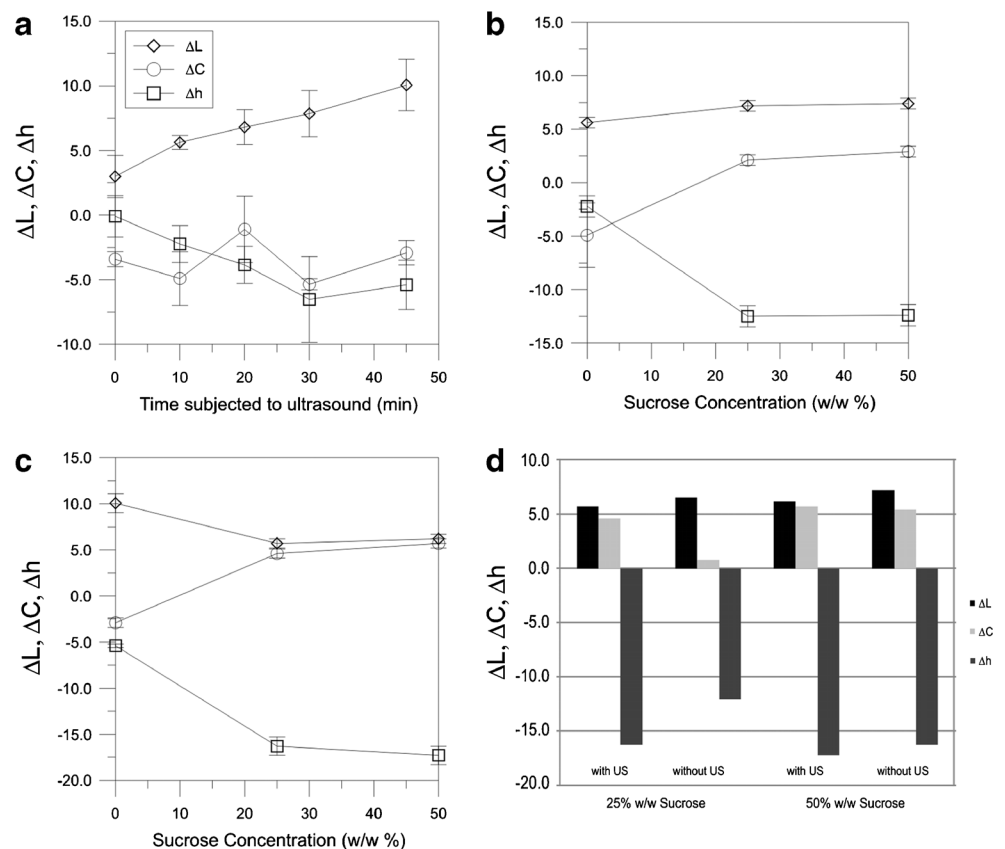 a
15.0
10.0
5.0
0.0
-5.0
-10.0
ΔL, ΔC, Δh
ΔL
ΔC
Δh
0 10 20 30 40 50
Time subjected to ultrasound (min)
b
15.0
10.0
5.0
0.0
-5.0
-10.0
-15.0
ΔL, ΔC, Δh
0 10 20 30 40 50
Sucrose Concentration (w/w %)
c
15.0
10.0
5.0
0.0
-5.0
-10.0
-15.0
-20.0
ΔL, ΔC, Δh
0 10 20 30 40 50
Sucrose Concentration (w/w %)
d
10.0
5.0
0.0
-5.0
-10.0
-15.0
-20.0
ΔL, ΔC, Δh
ΔL
ΔC
Δh
with US without US with US without US
25% w/w Sucrose 50% w/w Sucrose